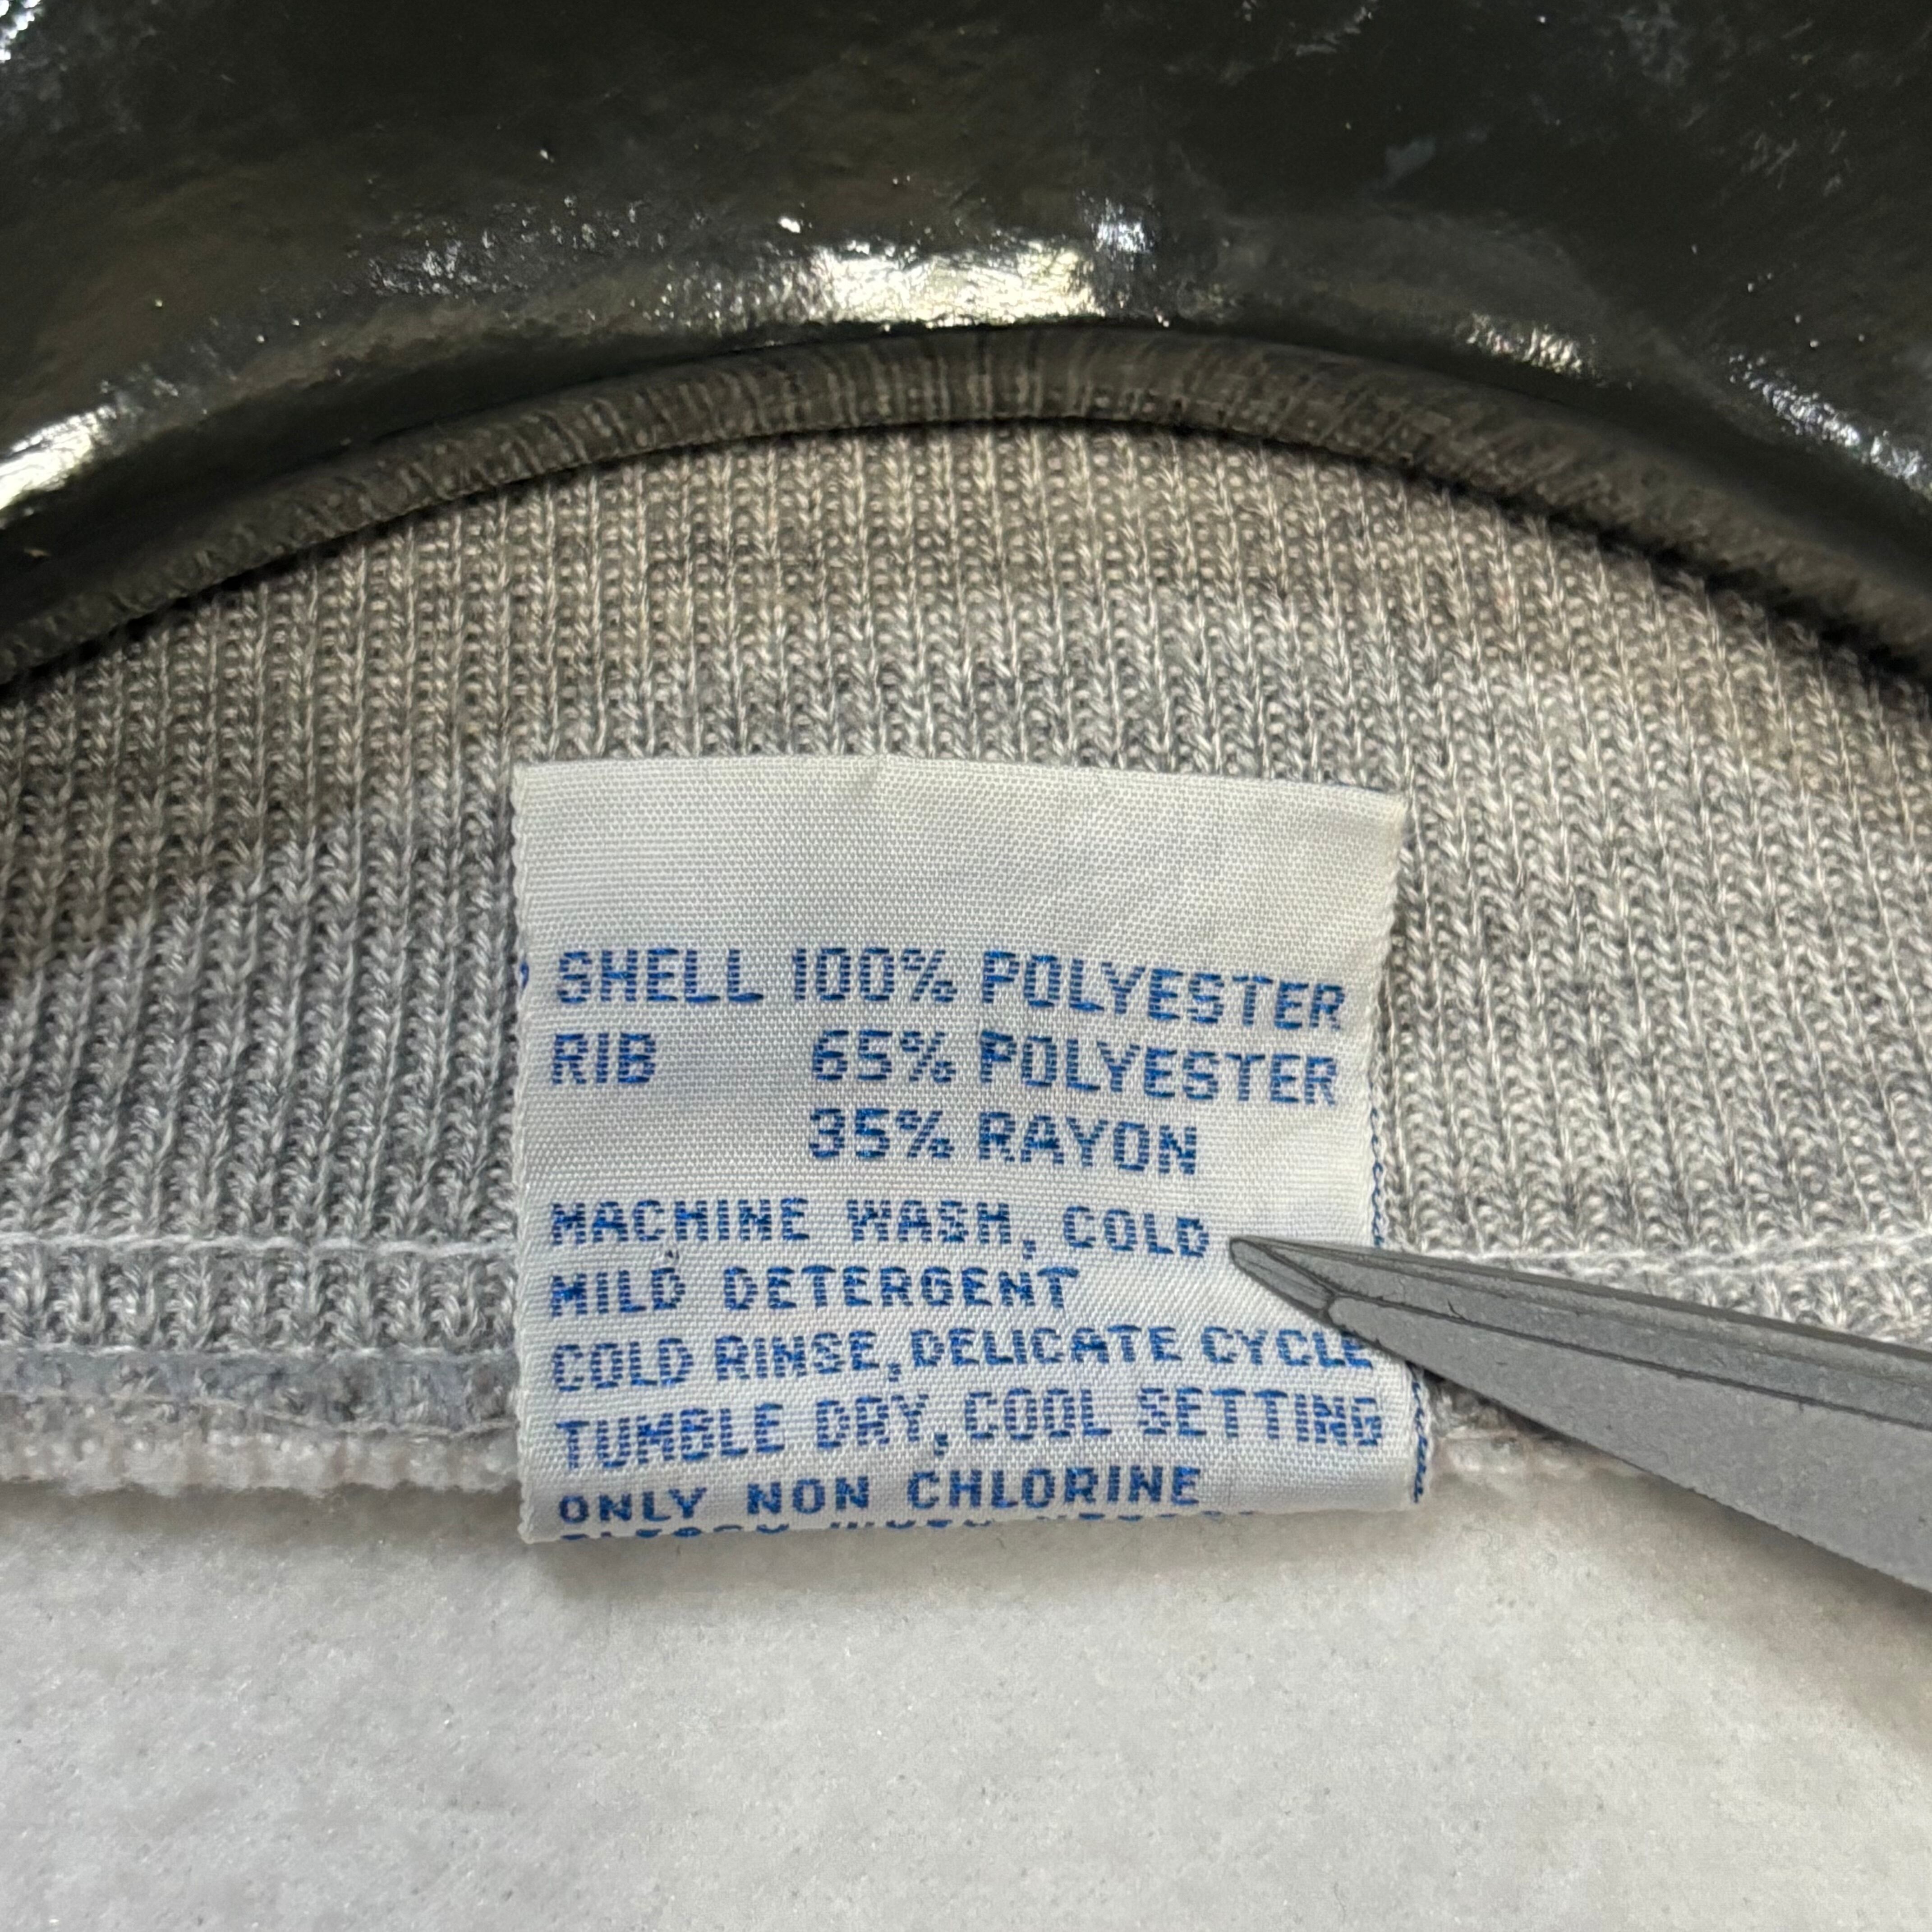 SHELL 100% POLYESTER
RIB 65% POLYESTER
35% RAYON
MACHINE WASH, COLD
MILD DETERGENT
COLD RINSE, DELICATE CYCLE
TUMBLE DRY, COOL SETTING
ONLY NON CHLORINE